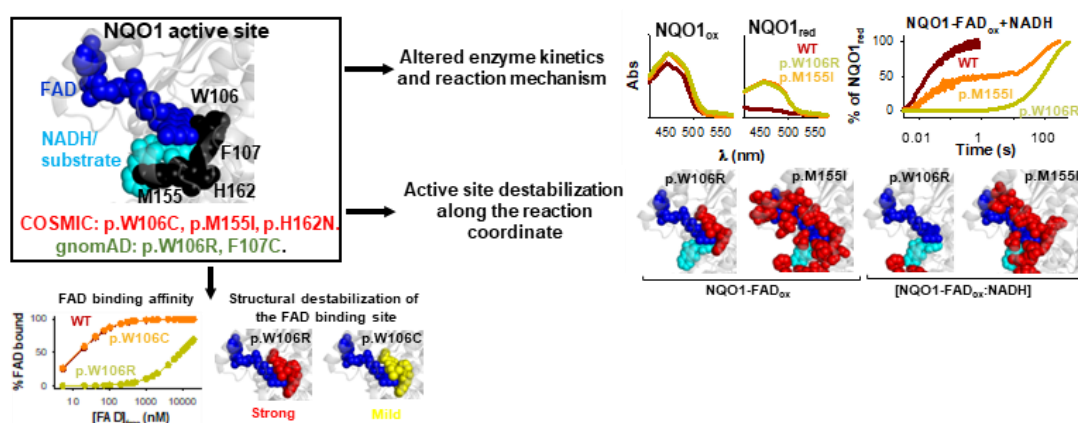 NQO1 active site
FAD
W106
NADH/
substrate
F107
M155
H162
COSMIC: p.W106C, p.M155I, p.H162N.
gnomAD: p.W106R, F107C.
Altered enzyme kinetics
and reaction mechanism
Active site destabilization
along the reaction
coordinate
NQO1ox
NQO1red
WT
p.W106R
p.M155I
Abs
450 500 550
450 500 550
λ (nm)
NQO1-FADox+NADH
% of NQO1red
100
50
0
WT
p.M155I
p.W106R
0.01 1 100
Time (s)
p.W106R
p.M155I
p.W106R
p.M155I
NQO1-FADox
[NQO1-FADox:NADH]
FAD binding affinity
% FAD bound
100
50
0
WT
p.W106C
p.W106R
10 100 1000 10000
[FAD] (nM)
Structural destabilization of
the FAD binding site
p.W106R
p.W106C
Strong
Mild